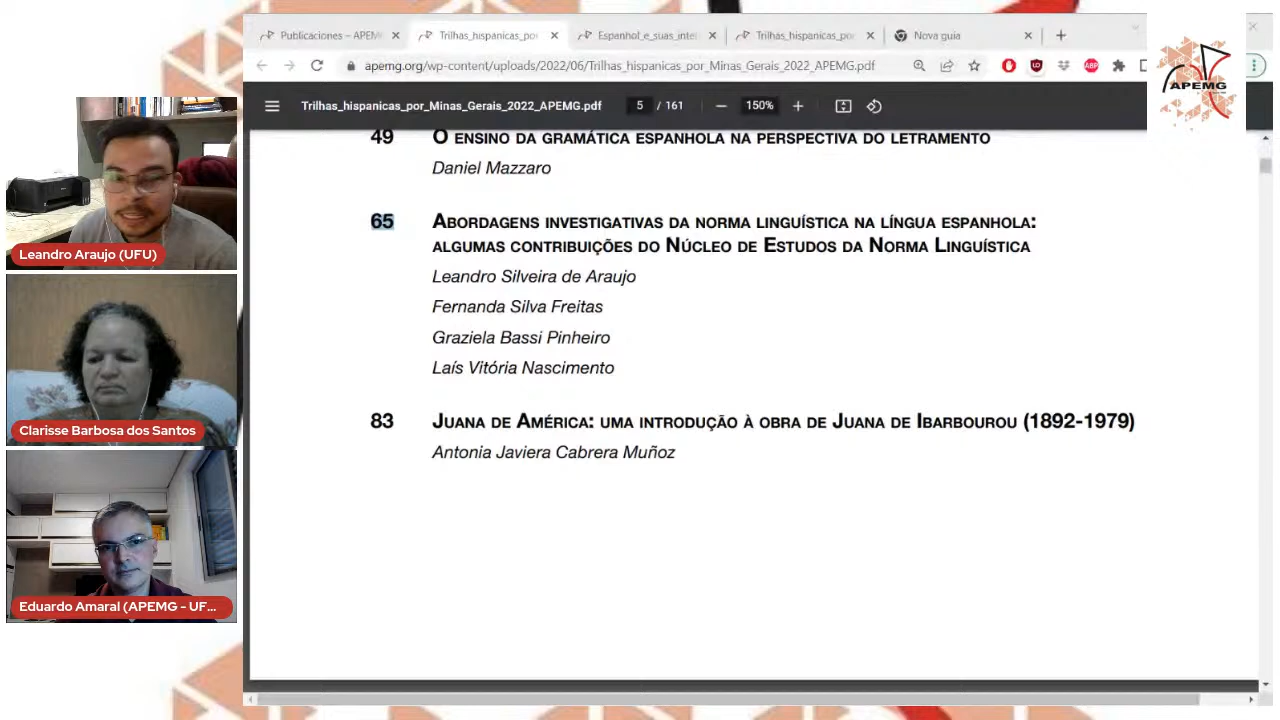 Publicaciones – APEM
Trilhas_hispanicas_po
Espanhol_e_suas_inte
Trilhas_hispanicas_por
Nova guia
apemg.org/wp-content/uploads/2022/06/Trilhas_hispanicas_por_Minas_Gerais_2022_APEMG.pdf
ABP
APEMG
Trilhas_hispanicas_por_Minas_Gerais_2022_APEMG.pdf
5 / 161
150%
49 O ENSINO DA GRAMÁTICA ESPANHOLA NA PERSPECTIVA DO LETRAMENTO
Daniel Mazzaro
65 ABORDAGENS INVESTIGATIVAS DA NORMA LINGUÍSTICA NA LÍNGUA ESPANHOLA:
ALGUMAS CONTRIBUIÇÕES DO NÚCLEO DE ESTUDOS DA NORMA LINGUÍSTICA
Leandro Silveira de Araujo
Fernanda Silva Freitas
Graziela Bassi Pinheiro
Laís Vitória Nascimento
83 JUANA DE AMÉRICA: UMA INTRODUÇÃO À OBRA DE JUANA DE IBARBOUROU (1892-1979)
Antonia Javiera Cabrera Muñoz
Leandro Araujo (UFU)
Clarisse Barbosa dos Santos
Eduardo Amaral (APEMG - UF...